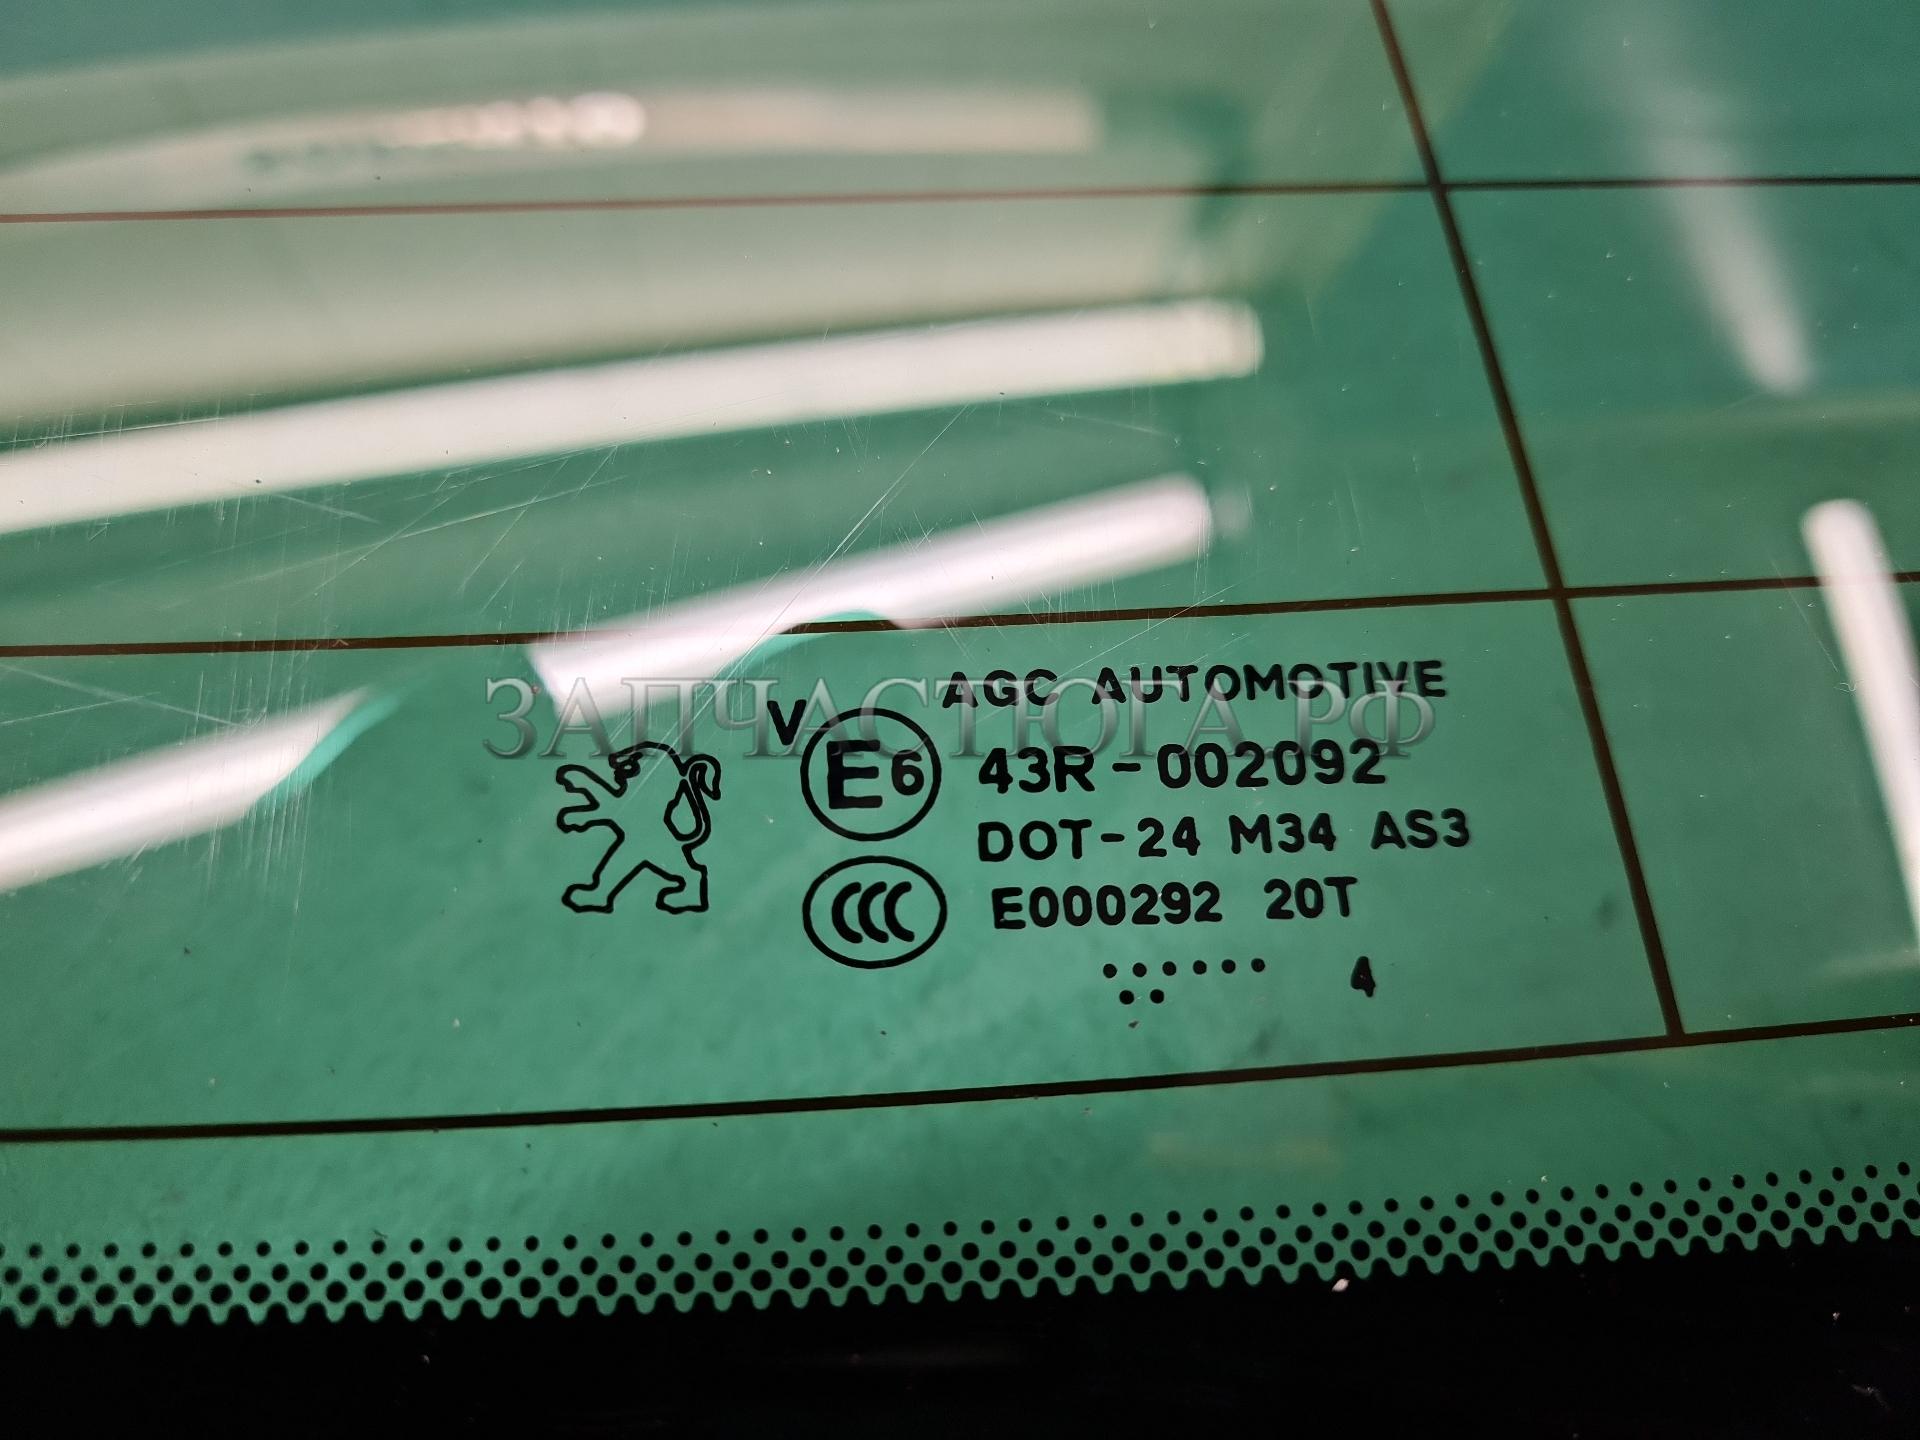 AGC AUTOMOTIVE
ЗАПЧАСТЮГА.РФ
V E6 43R-002092
DOT-24 M34 AS3
CCC E000292 20T
4